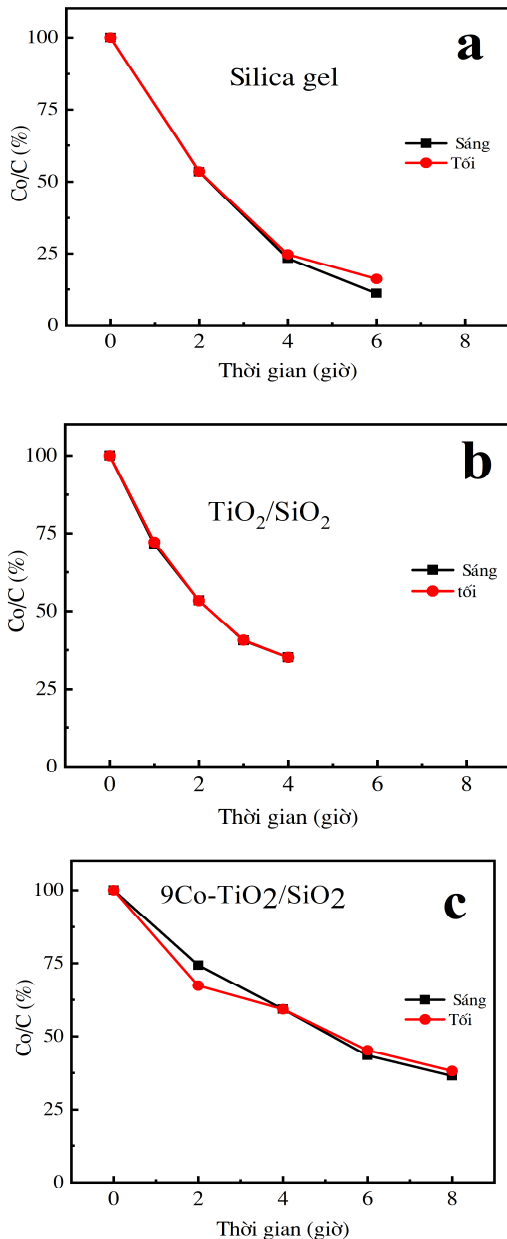 a
Silica gel
Co/C (%)
100
75
50
25
0
Sáng
Tối
0 2 4 6 8
Thời gian (giờ)
b
TiO₂/SiO₂
Co/C (%)
100
75
50
25
0
Sáng
tối
0 2 4 6 8
Thời gian (giờ)
c
9Co-TiO2/SiO2
Co/C (%)
100
75
50
25
0
Sáng
Tối
0 2 4 6 8
Thời gian (giờ)